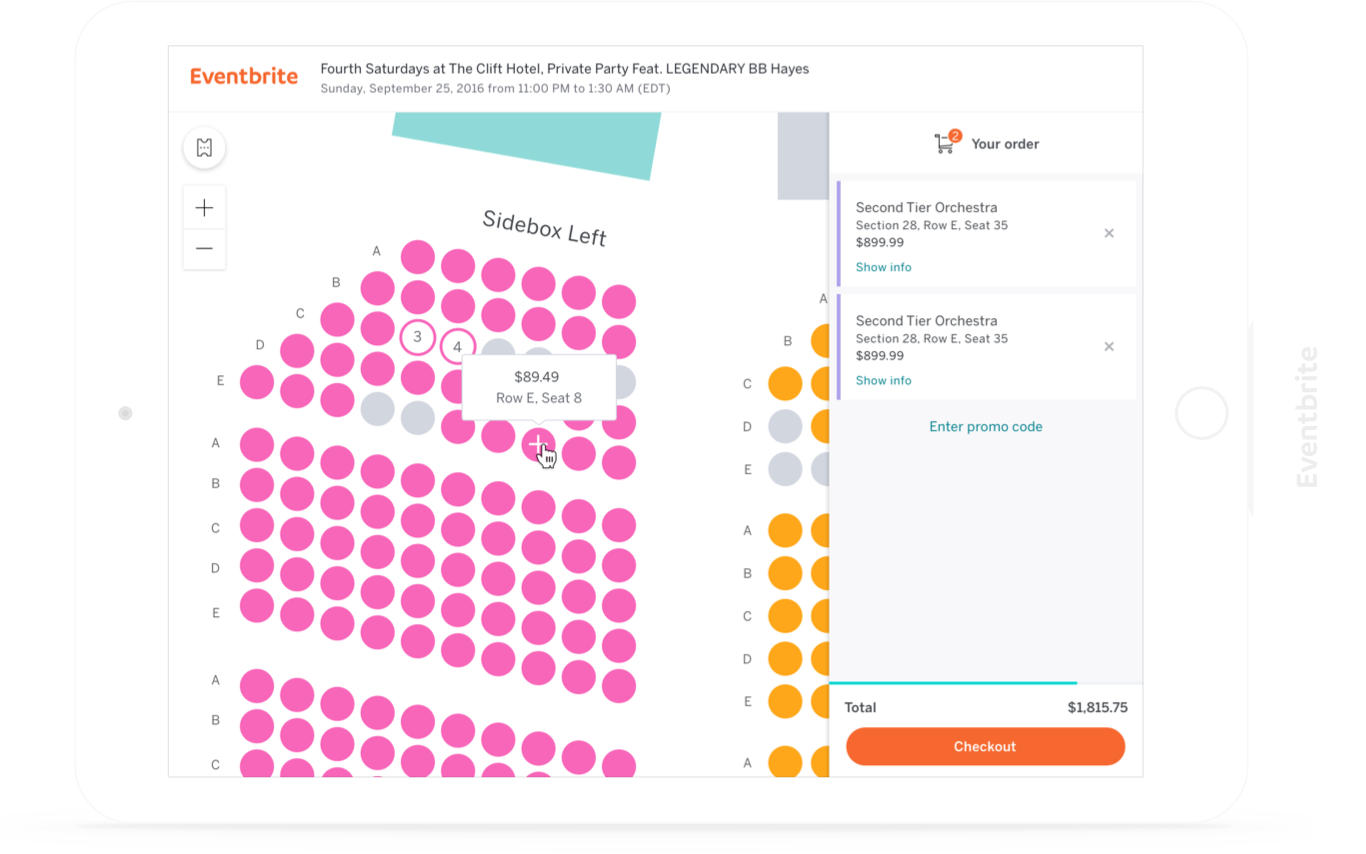 Eventbrite
Fourth Saturdays at The Clift Hotel, Private Party Feat. LEGENDARY BB Hayes
Sunday, September 25, 2016 from 11:00 PM to 1:30 AM (EDT)
2
Your order
Second Tier Orchestra
Section 28, Row E, Seat 35
$899.99
Show info
Second Tier Orchestra
Section 28, Row E, Seat 35
$899.99
Show info
Enter promo code
Total
$1,815.75
Checkout
Sidebox Left
A
B
C
D
E
3
4
$89.49
Row E, Seat 8
A
B
C
D
E
A
B
C
A
B
C
D
E
A
B
C
D
E
A
Eventbrite